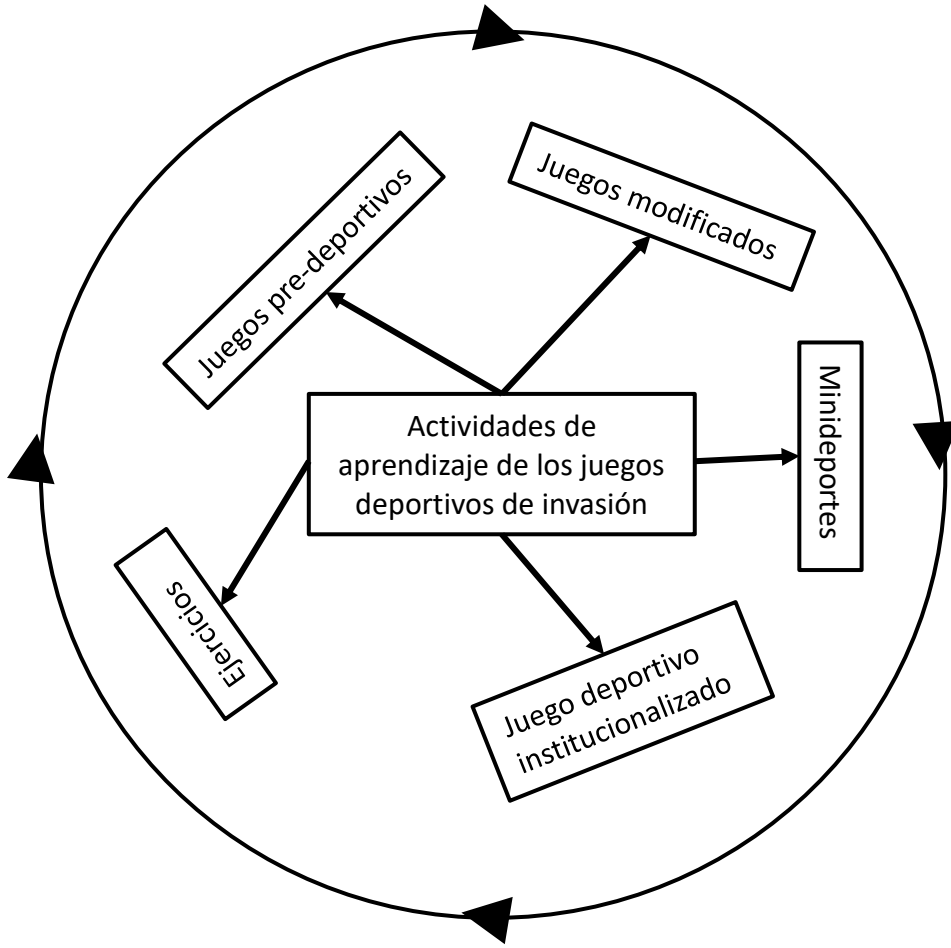 Juegos pre-deportivos
Juegos modificados
Minideportes
Actividades de
aprendizaje de los juegos
deportivos de invasión
Ejercicios
Juego deportivo
institucionalizado